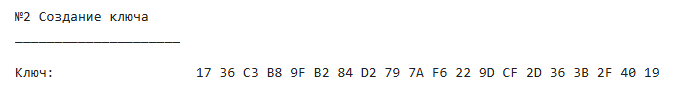 №2 Создание ключа
_____________________
Ключ: 17 36 C3 B8 9F B2 84 D2 79 7A F6 22 9D CF 2D 36 3B 2F 40 19